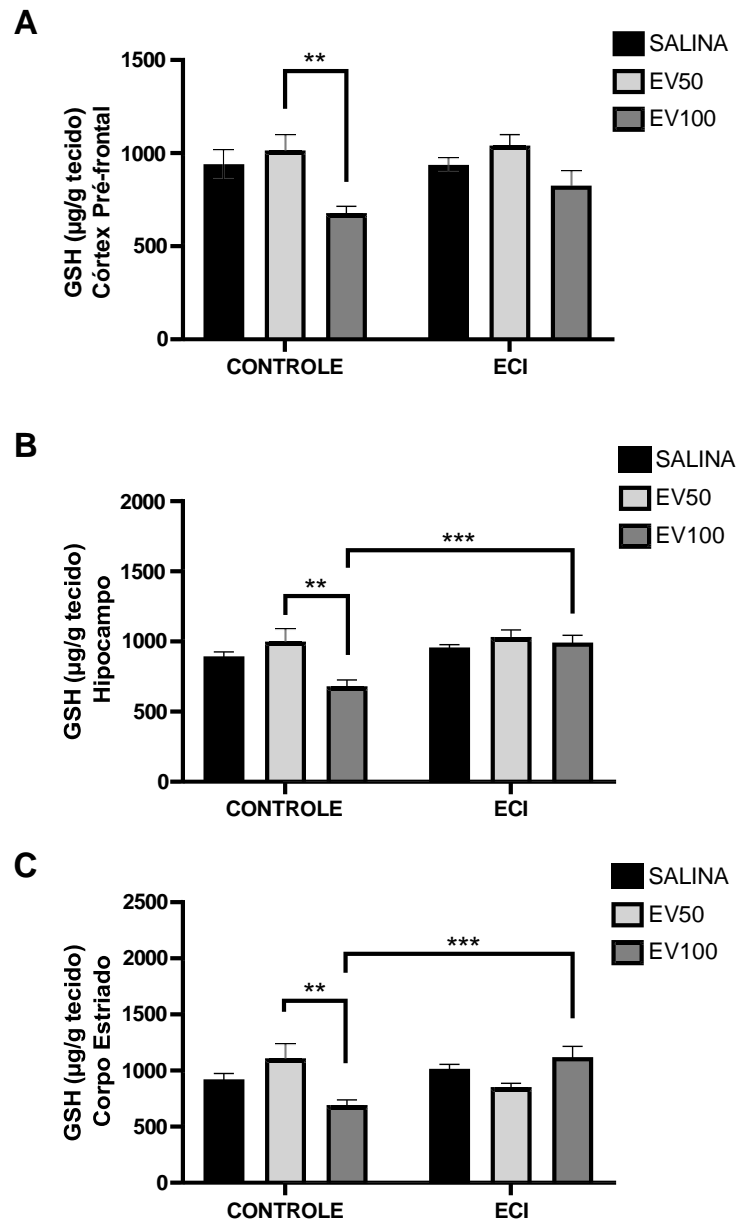 A
SALINA
EV50
EV100
GSH (µg/g tecido)
Córtex Pré-frontal
1500
1000
500
0
**
CONTROLE
ECI
B
SALINA
EV50
EV100
GSH (µg/g tecido)
Hipocampo
2000
1500
1000
500
0
**
***
CONTROLE
ECI
C
SALINA
EV50
EV100
GSH (µg/g tecido)
Corpo Estriado
2500
2000
1500
1000
500
0
**
***
CONTROLE
ECI